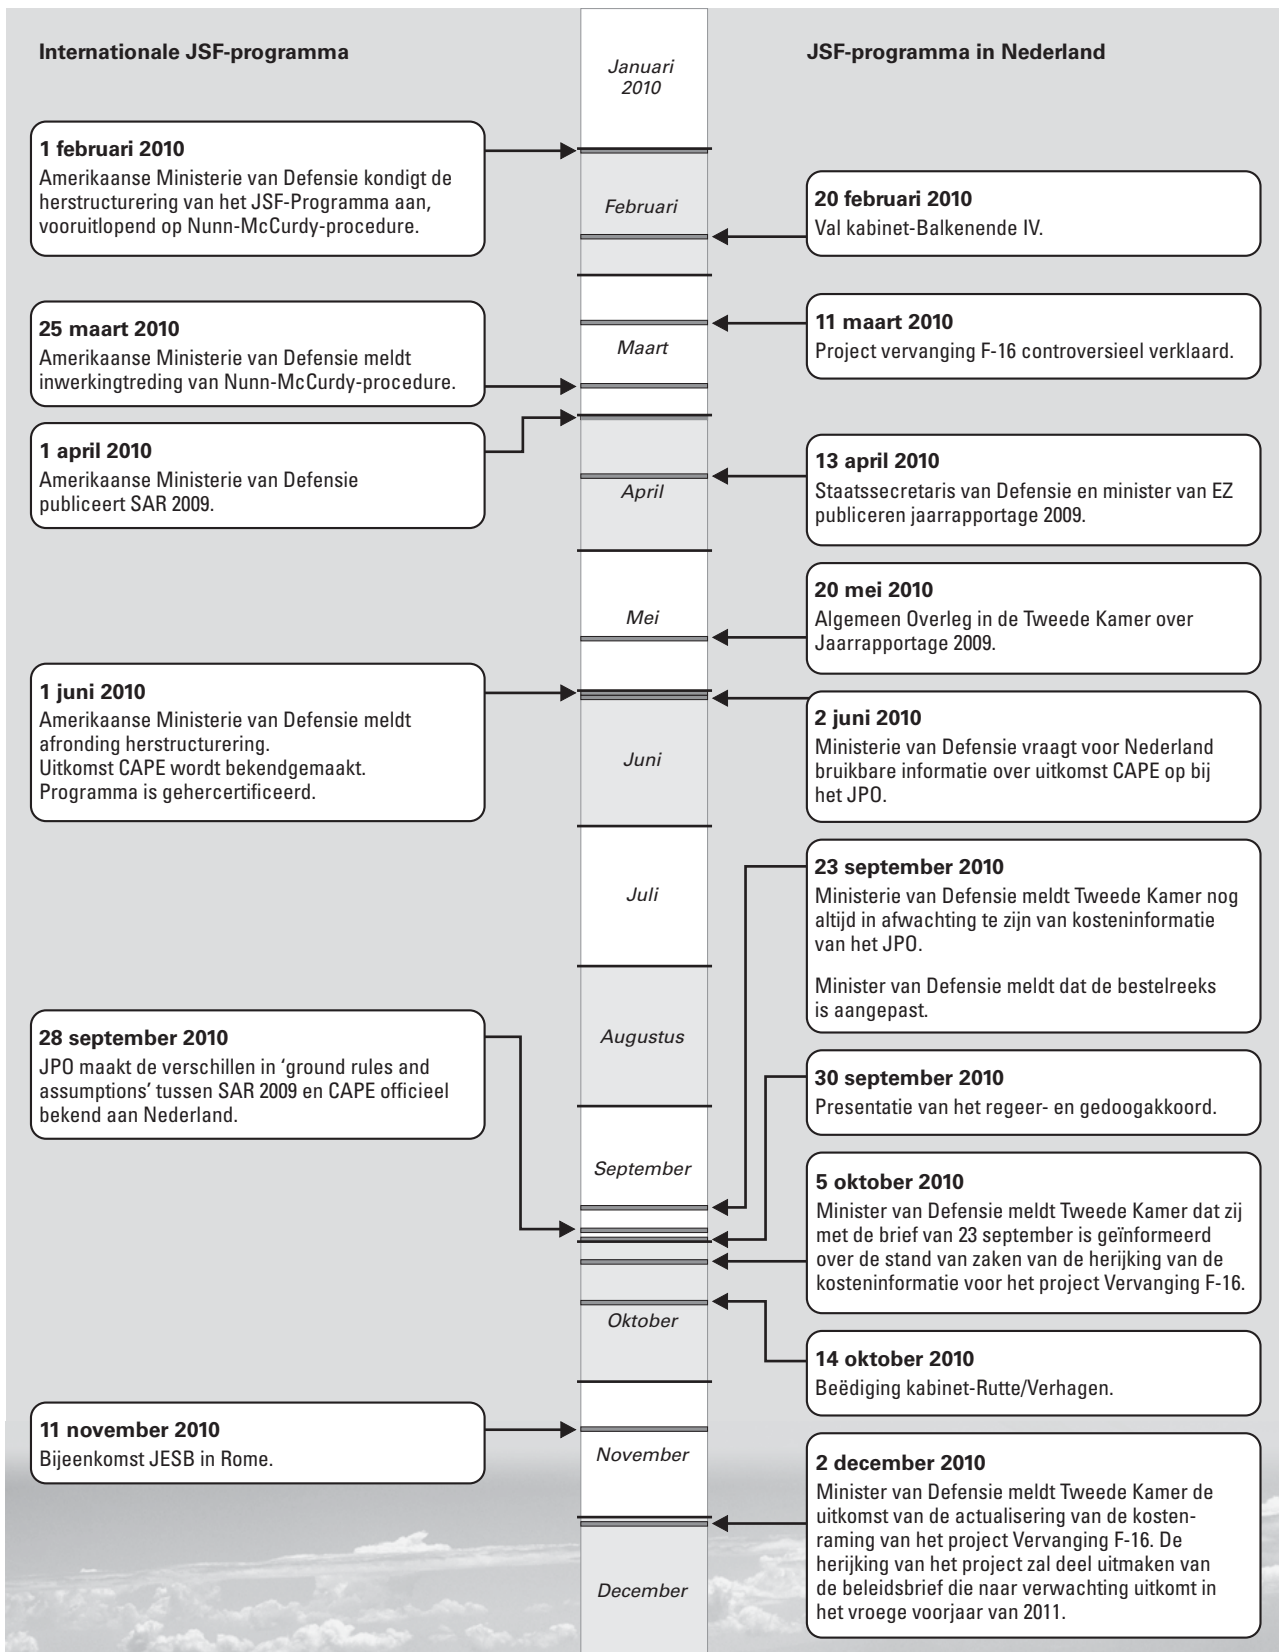 Internationale JSF-programma
JSF-programma in Nederland
Januari
2010
1 februari 2010
Amerikaanse Ministerie van Defensie kondigt de
herstructurering van het JSF-Programma aan,
vooruitlopend op Nunn-McCurdy-procedure.
Februari
20 februari 2010
Val kabinet-Balkenende IV.
25 maart 2010
Amerikaanse Ministerie van Defensie meldt
inwerkingtreding van Nunn-McCurdy-procedure.
Maart
11 maart 2010
Project vervanging F-16 controversieel verklaard.
1 april 2010
Amerikaanse Ministerie van Defensie
publiceert SAR 2009.
April
13 april 2010
Staatssecretaris van Defensie en minister van EZ
publiceren jaarrapportage 2009.
Mei
20 mei 2010
Algemeen Overleg in de Tweede Kamer over
Jaarrapportage 2009.
1 juni 2010
Amerikaanse Ministerie van Defensie meldt
afronding herstructurering.
Uitkomst CAPE wordt bekendgemaakt.
Programma is gehercertificeerd.
Juni
2 juni 2010
Ministerie van Defensie vraagt voor Nederland
bruikbare informatie over uitkomst CAPE op bij
het JPO.
Juli
23 september 2010
Ministerie van Defensie meldt Tweede Kamer nog
altijd in afwachting te zijn van kosteninformatie
van het JPO.
Minister van Defensie meldt dat de bestelreeks
is aangepast.
Augustus
28 september 2010
JPO maakt de verschillen in ‘ground rules and
assumptions’ tussen SAR 2009 en CAPE officieel
bekend aan Nederland.
30 september 2010
Presentatie van het regeer- en gedoogakkoord.
September
5 oktober 2010
Minister van Defensie meldt Tweede Kamer dat zij
met de brief van 23 september is geïnformeerd
over de stand van zaken van de herijking van de
kosteninformatie voor het project Vervanging F-16.
Oktober
14 oktober 2010
Beëdiging kabinet-Rutte/Verhagen.
11 november 2010
Bijeenkomst JESB in Rome.
November
2 december 2010
Minister van Defensie meldt Tweede Kamer de
uitkomst van de actualisering van de kosten-
raming van het project Vervanging F-16. De
herijking van het project zal deel uitmaken van
de beleidsbrief die naar verwachting uitkomt in
het vroege voorjaar van 2011.
December